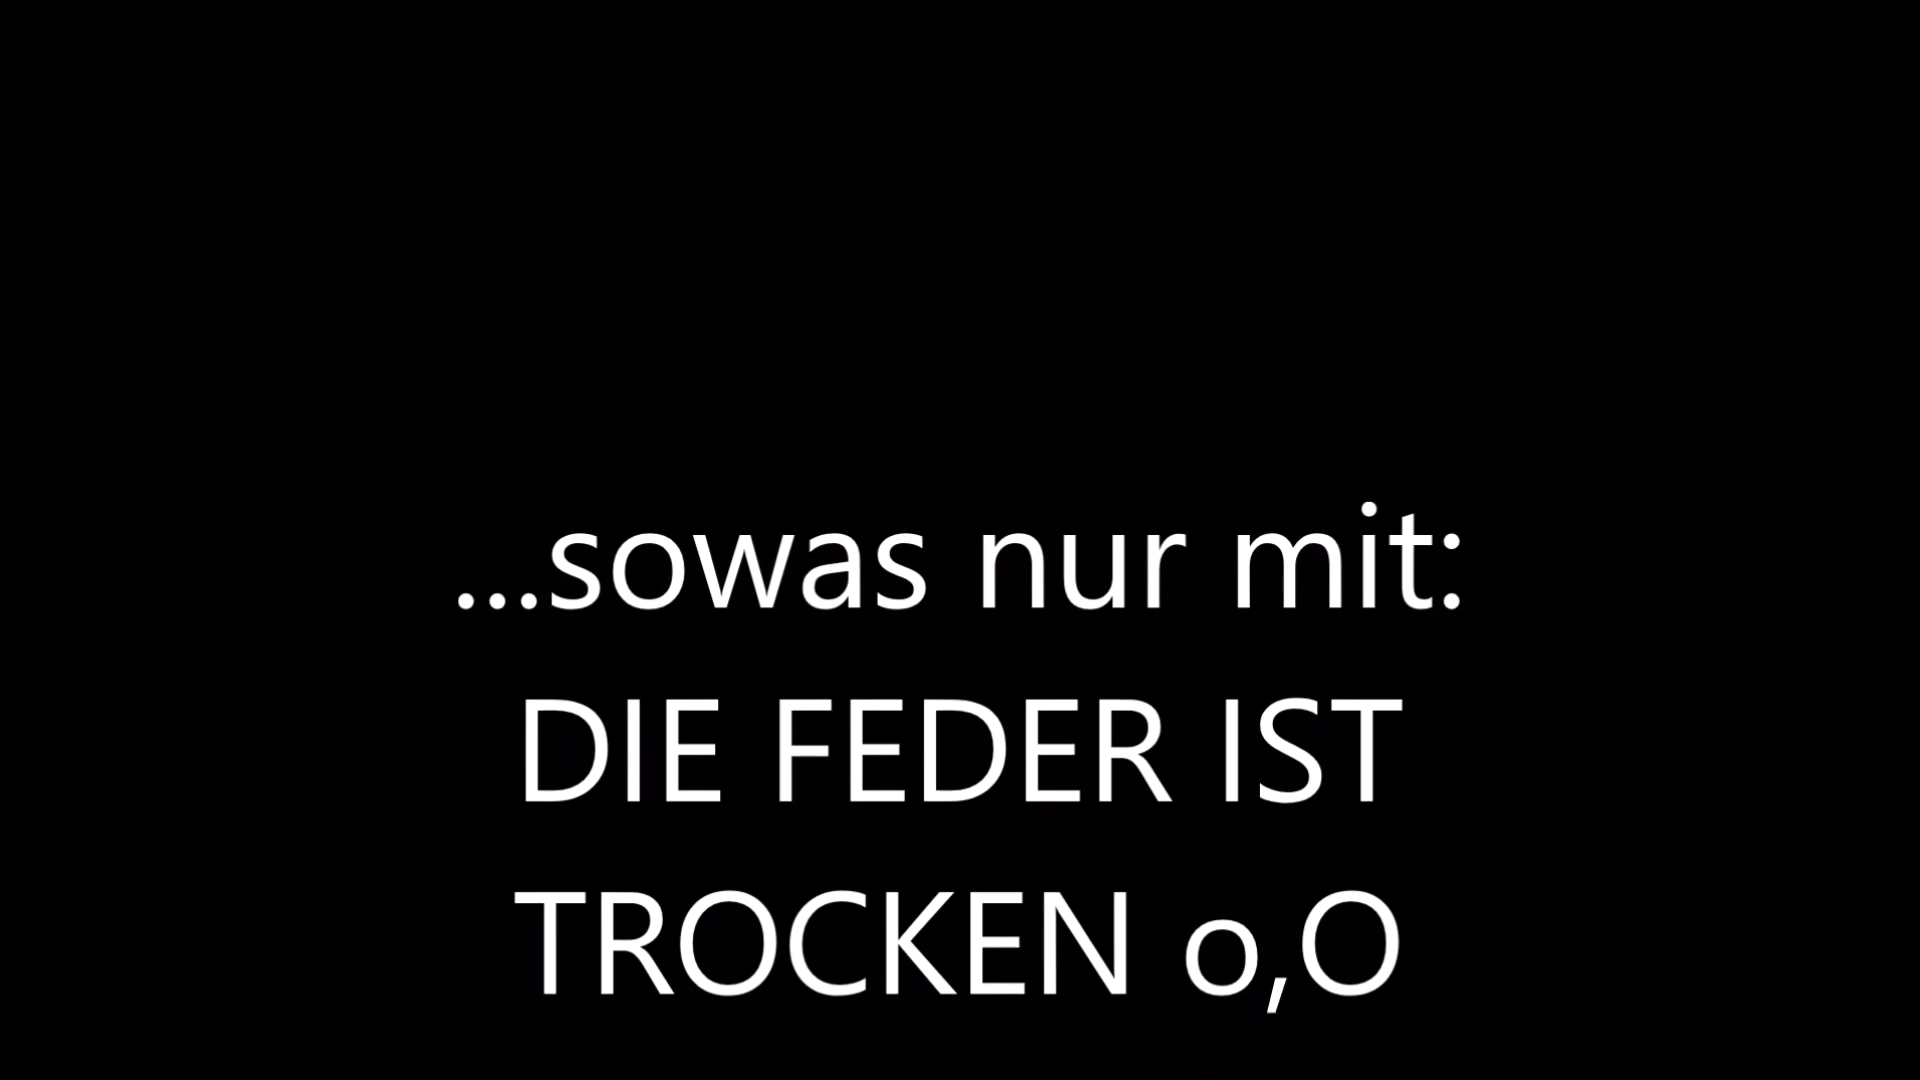 ...sowas nur mit:
DIE FEDER IST
TROCKEN o,O